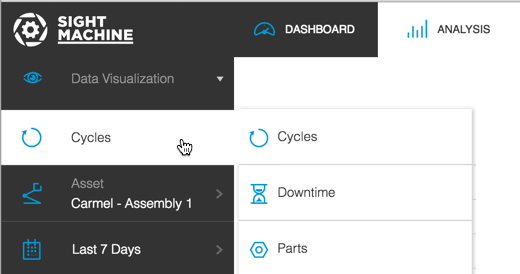 SIGHT
MACHINE
DASHBOARD
ANALYSIS
Data Visualization
Cycles
Asset
Carmel - Assembly 1
Last 7 Days
Cycles
Downtime
Parts